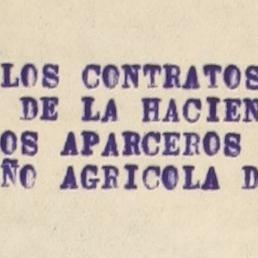 LOS CONTRATOS
DE LA HACIEN
OS APARCEROS
ÑO AGRICOLA D